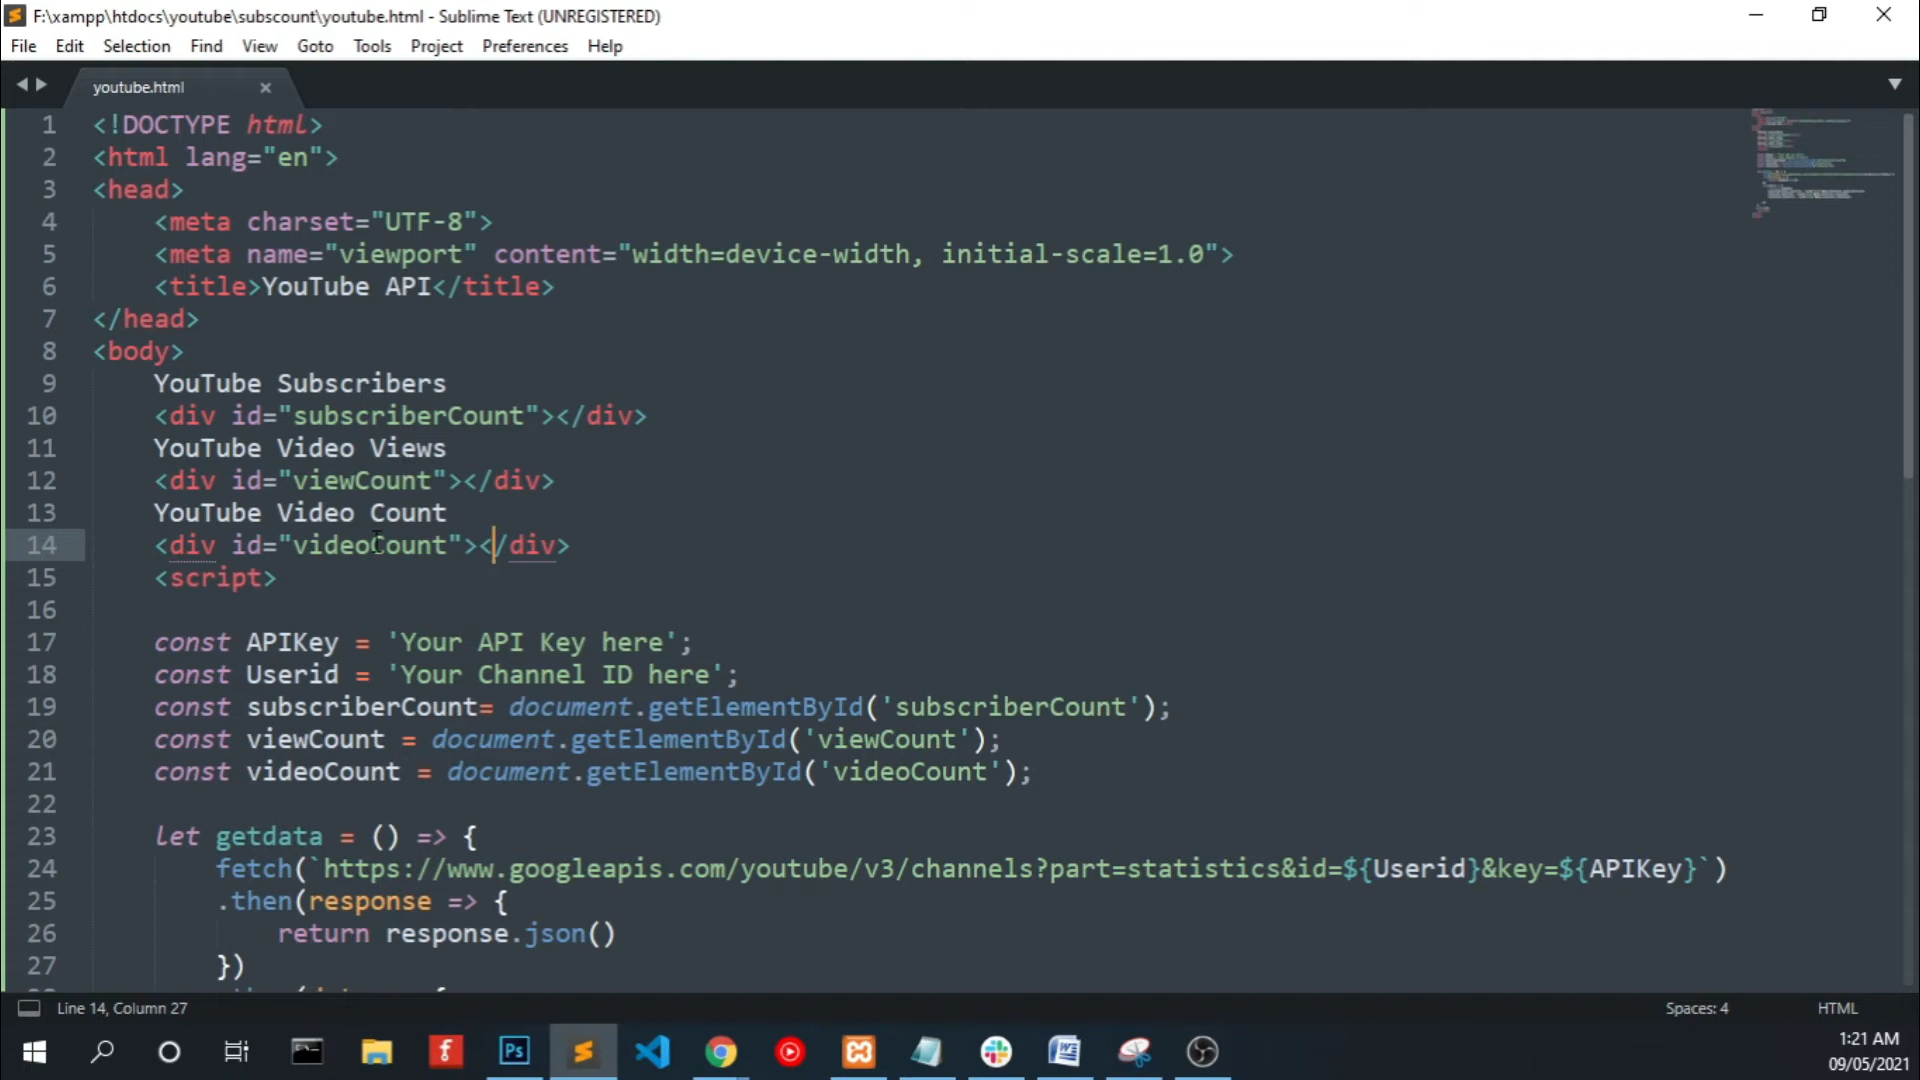 F:\xampp\htdocs\youtube\subscount\youtube.html - Sublime Text (UNREGISTERED)
File Edit Selection Find View Goto Tools Project Preferences Help
youtube.html
1 <!DOCTYPE html>
2 <html lang="en">
3 <head>
4 <meta charset="UTF-8">
5 <meta name="viewport" content="width=device-width, initial-scale=1.0">
6 <title>YouTube API</title>
7 </head>
8 <body>
9 YouTube Subscribers
10 <div id="subscriberCount"></div>
11 YouTube Video Views
12 <div id="viewCount"></div>
13 YouTube Video Count
14 <div id="videoCount"></div>
15 <script>
16
17 const APIKey = 'Your API Key here';
18 const Userid = 'Your Channel ID here';
19 const subscriberCount= document.getElementById('subscriberCount');
20 const viewCount = document.getElementById('viewCount');
21 const videoCount = document.getElementById('videoCount');
22
23 let getdata = () => {
24 fetch(`https://www.googleapis.com/youtube/v3/channels?part=statistics&id=${Userid}&key=${APIKey}`)
25 .then(response => {
26 return response.json()
27 })
Line 14, Column 27 Spaces: 4 HTML
Ps
1:21 AM
09/05/2021